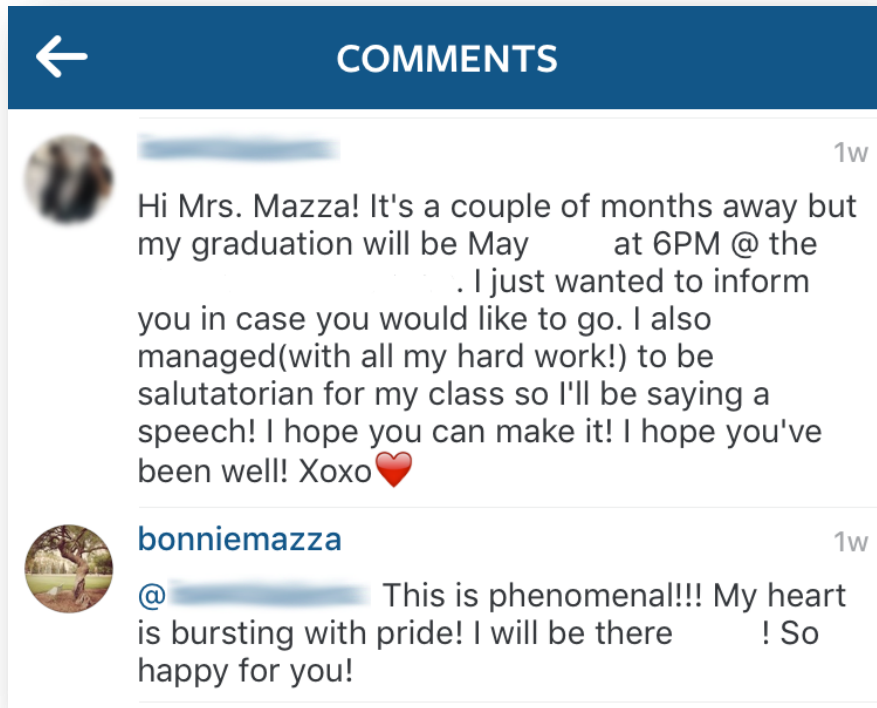 COMMENTS
1w
Hi Mrs. Mazza! It's a couple of months away but
my graduation will be May at 6PM @ the
. I just wanted to inform
you in case you would like to go. I also
managed(with all my hard work!) to be
salutatorian for my class so I'll be saying a
speech! I hope you can make it! I hope you've
been well! Xoxo❤️
bonniemazza 1w
@ This is phenomenal!!! My heart
is bursting with pride! I will be there ! So
happy for you!